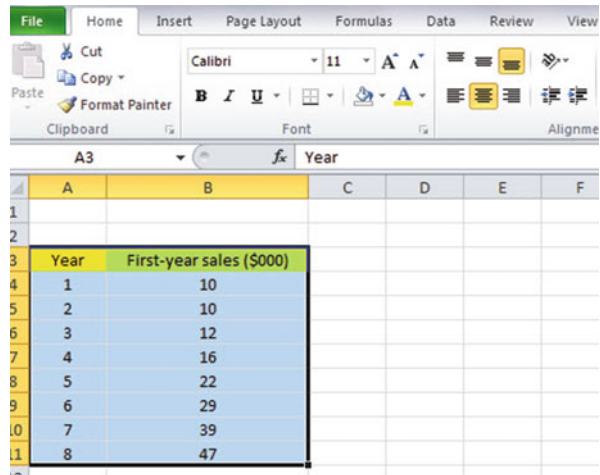 File Home Insert Page Layout Formulas Data Review View
Cut
Calibri 11 A A
Copy
Paste
Format Painter
B I U A
Clipboard Font Alignme
A3 fx Year
A B C D E F
1
2
3 Year First-year sales ($000)
4 1 10
5 2 10
6 3 12
7 4 16
8 5 22
9 6 29
10 7 39
11 8 47